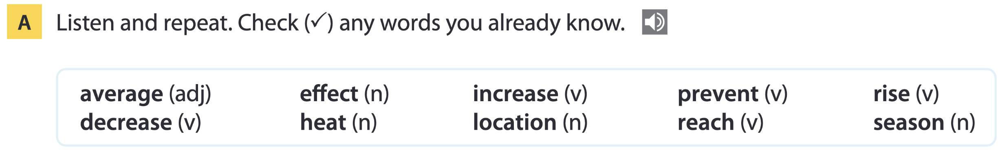 A Listen and repeat. Check (✓) any words you already know.
average (adj) effect (n) increase (v) prevent (v) rise (v)
decrease (v) heat (n) location (n) reach (v) season (n)